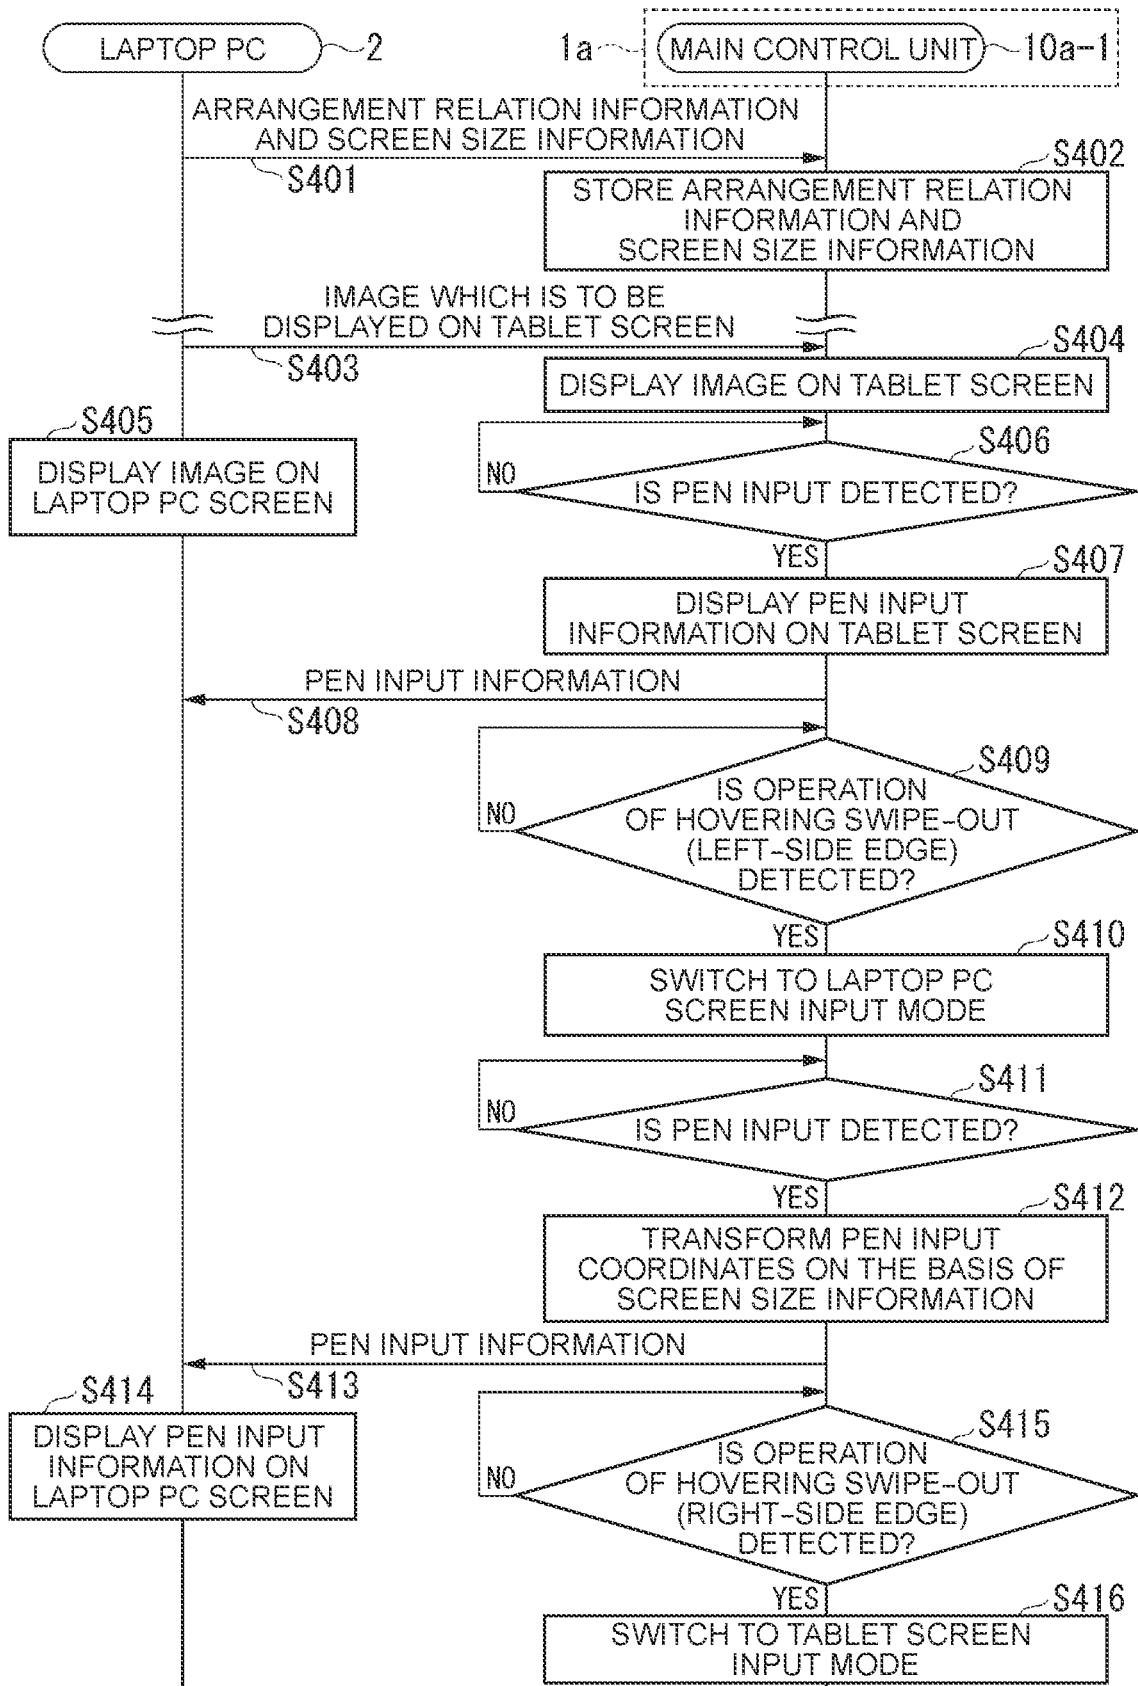 LAPTOP PC
2
1a
MAIN CONTROL UNIT
10a-1
ARRANGEMENT RELATION INFORMATION
AND SCREEN SIZE INFORMATION
S401
S402
STORE ARRANGEMENT RELATION
INFORMATION AND
SCREEN SIZE INFORMATION
IMAGE WHICH IS TO BE
DISPLAYED ON TABLET SCREEN
S403
S404
DISPLAY IMAGE ON TABLET SCREEN
S405
DISPLAY IMAGE ON
LAPTOP PC SCREEN
S406
NO
IS PEN INPUT DETECTED?
YES
S407
DISPLAY PEN INPUT
INFORMATION ON TABLET SCREEN
PEN INPUT INFORMATION
S408
S409
NO
IS OPERATION
OF HOVERING SWIPE-OUT
(LEFT-SIDE EDGE)
DETECTED?
YES
S410
SWITCH TO LAPTOP PC
SCREEN INPUT MODE
S411
NO
IS PEN INPUT DETECTED?
YES
S412
TRANSFORM PEN INPUT
COORDINATES ON THE BASIS OF
SCREEN SIZE INFORMATION
PEN INPUT INFORMATION
S413
S414
DISPLAY PEN INPUT
INFORMATION ON
LAPTOP PC SCREEN
S415
NO
IS OPERATION
OF HOVERING SWIPE-OUT
(RIGHT-SIDE EDGE)
DETECTED?
YES
S416
SWITCH TO TABLET SCREEN
INPUT MODE